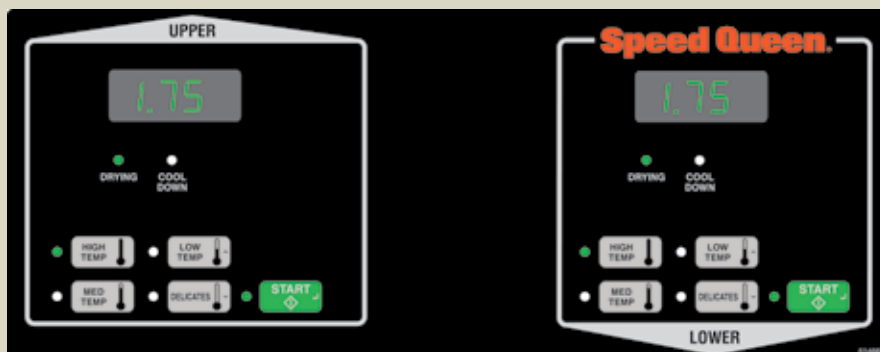 UPPER
1.75
DRYING
COOL
DOWN
HIGH
TEMP
LOW
TEMP
MED
TEMP
DELICATES
START
Speed Queen.
1.75
DRYING
COOL
DOWN
HIGH
TEMP
LOW
TEMP
MED
TEMP
DELICATES
START
LOWER